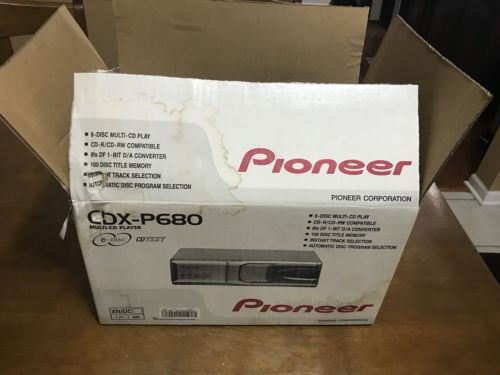 6-DISC MULTI-CD PLAY
CD-R/CD-RW COMPATIBLE
8fs DF 1-BIT D/A CONVERTER
100 DISC TITLE MEMORY
INSTANT TRACK SELECTION
AUTOMATIC DISC PROGRAM SELECTION
Pioneer
PIONEER CORPORATION
CDX-P680
MULTI-CD PLAYER
6-DISC
CD TEXT
6-DISC MULTI-CD PLAY
CD-R/CD-RW COMPATIBLE
8fs DF 1-BIT D/A CONVERTER
100 DISC TITLE MEMORY
INSTANT TRACK SELECTION
AUTOMATIC DISC PROGRAM SELECTION
XN/UC
Pioneer
PIONEER CORPORATION